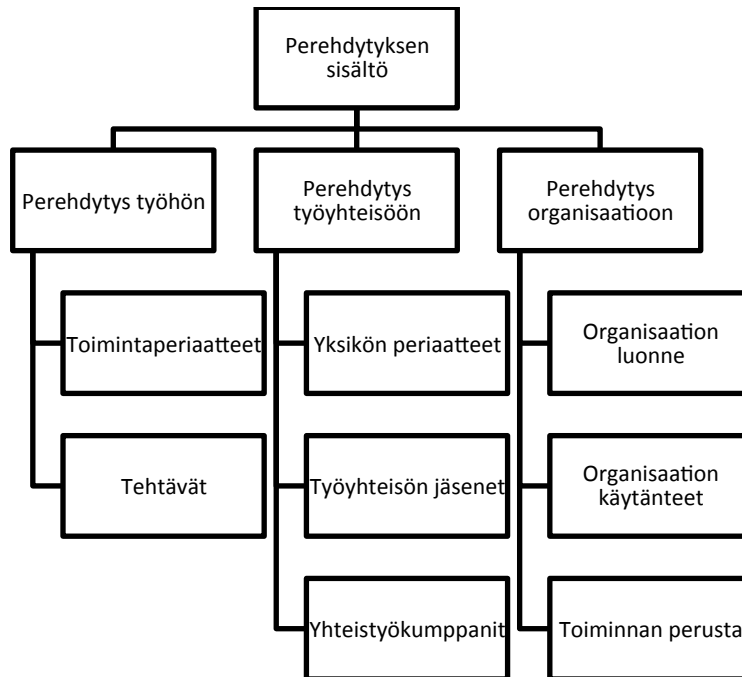 Perehdytyksen
sisältö
Perehdytys työhön
Perehdytys
työyhteisöön
Perehdytys
organisaatioon
Toimintaperiaatteet
Tehtävät
Yksikön periaatteet
Työyhteisön jäsenet
Yhteistyökumppanit
Organisaation
luonne
Organisaation
käytänteet
Toiminnan perusta